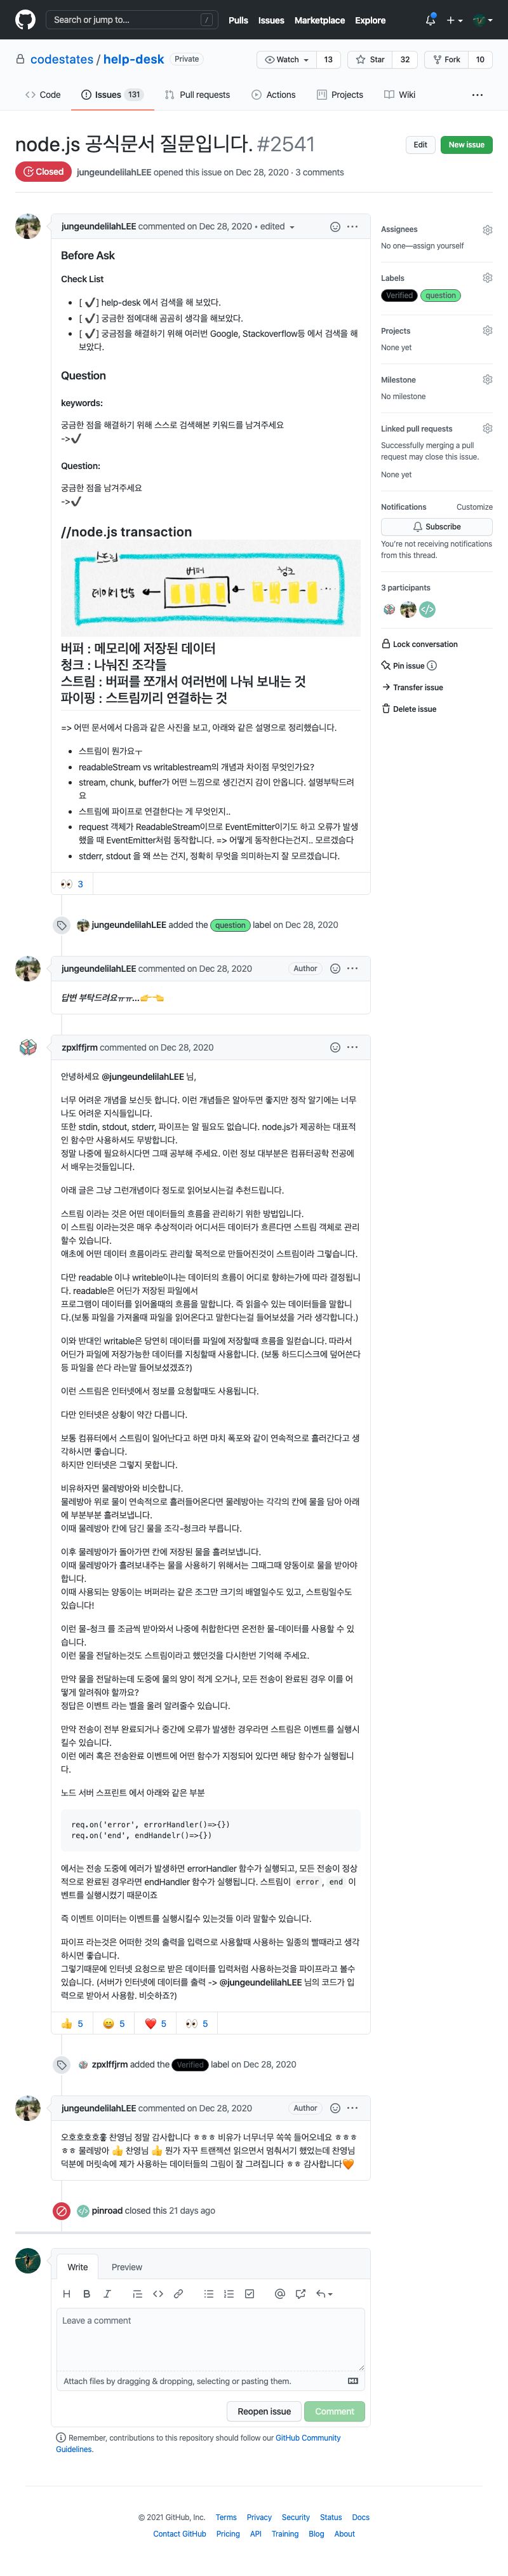 Search or jump to...
/
Pulls Issues Marketplace Explore
codestates / help-desk Private
Watch 13 Star 32 Fork 10
Code Issues 131 Pull requests Actions Projects Wiki
node.js 공식문서 질문입니다. #2541
Edit New issue
Closed jungeundelilahLEE opened this issue on Dec 28, 2020 · 3 comments
jungeundelilahLEE commented on Dec 28, 2020 • edited
Before Ask
Check List
• [ ✔️ ] help-desk 에서 검색을 해 보았다.
• [ ✔️ ] 궁금한 점에대해 곰곰히 생각을 해보았다.
• [ ✔️ ] 궁금점을 해결하기 위해 여러번 Google, Stackoverflow등 에서 검색을 해
보았다.
Question
keywords:
궁금한 점을 해결하기 위해 스스로 검색해본 키워드를 남겨주세요
->✔️
Question:
궁금한 점을 남겨주세요
->✔️
//node.js transaction
스트림
버퍼
청크
데이터 전송
버퍼 : 메모리에 저장된 데이터
청크 : 나눠진 조각들
스트림 : 버퍼를 쪼개서 여러번에 나눠 보내는 것
파이핑 : 스트림끼리 연결하는 것
=> 어떤 문서에서 다음과 같은 사진을 보고, 아래와 같은 설명으로 정리했습니다.
• 스트림이 뭔가요ㅜ
• readableStream vs writablestream의 개념과 차이점 무엇인가요?
• stream, chunk, buffer가 어떤 느낌으로 생긴건지 감이 안옵니다. 설명부탁드려
요
• 스트림에 파이프로 연결한다는 게 무엇인지..
• request 객체가 ReadableStream이므로 EventEmitter이기도 하고 오류가 발생
했을 때 EventEmitter처럼 동작합니다. => 어떻게 동작한다는건지.. 모르겠슴다
• stderr, stdout 을 왜 쓰는 건지, 정확히 무엇을 의미하는지 잘 모르겠습니다.
👀 3
jungeundelilahLEE added the question label on Dec 28, 2020
jungeundelilahLEE commented on Dec 28, 2020
Author
답변 부탁드려요ㅠㅠ...👉👈
zpxlffjrm commented on Dec 28, 2020
안녕하세요 @jungeundelilahLEE 님,
너무 어려운 개념을 보신듯 합니다. 이런 개념들은 알아두면 좋지만 정작 알기에는 너무
나도 어려운 지식들입니다.
또한 stdin, stdout, stderr, 파이프는 알 필요도 없습니다. node.js가 제공하는 대표적
인 함수만 사용하셔도 무방합니다.
정말 나중에 필요하시다면 그때 공부해 주세요. 이런 정보 대부분은 컴퓨터공학 전공에
서 배우는것들입니다.
아래 글은 그냥 그런개념이다 정도로 읽어보시는걸 추천드립니다.
스트림 이라는 것은 어떤 데이터들의 흐름을 관리하기 위한 방법입니다.
이 스트림 이라는것은 매우 추상적이라 어디서든 데이터가 흐른다면 스트림 객체로 관리
할수 있습니다.
애초에 어떤 데이터 흐름이라도 관리할 목적으로 만들어진것이 스트림이라 그렇습니다.
다만 readable 이냐 writeble이냐는 데이터의 흐름이 어디로 향하는가에 따라 결정됩니
다. readable은 어딘가 저장된 파일에서
프로그램이 데이터를 읽어올때의 흐름을 말합니다. 즉 읽을수 있는 데이터들을 말합니
다.(보통 파일을 가져올때 파일을 읽어온다고 말한다는걸 들어보셨을 거라 생각합니다.)
이와 반대인 writable은 당연히 데이터를 파일에 저장할때 흐름을 일컫습니다. 따라서
어딘가 파일에 저장가능한 데이터를 지칭할때 사용합니다. (보통 하드디스크에 덮어쓴다
등 파일을 쓴다 라는말 들어보셨겠죠?)
이런 스트림은 인터넷에서 정보를 요청할때도 사용됩니다.
다만 인터넷은 상황이 약간 다릅니다.
보통 컴퓨터에서 스트림이 일어난다고 하면 마치 폭포와 같이 연속적으로 흘러간다고 생
각하시면 좋습니다.
하지만 인터넷은 그렇지 못합니다.
비유하자면 물레방아와 비슷합니다.
물레방아 위로 물이 연속적으로 흘러들어온다면 물레방아는 각각의 칸에 물을 담아 아래
에 부분부분 흘려보냅니다.
이때 물레방아 칸에 담긴 물을 조각-청크라 부릅니다.
이후 물레방아가 돌아가면 칸에 저장된 물을 흘려보냅니다.
이때 물레방아가 흘려보내주는 물을 사용하기 위해서는 그때그때 양동이로 물을 받아야
합니다.
이때 사용되는 양동이는 버퍼라는 같은 조그만 크기의 배열일수도 있고, 스트링일수도
있습니다!
이런 물-청크 를 조금씩 받아와서 나중에 취합한다면 온전한 물-데이터를 사용할 수 있
습니다.
이런 물을 전달하는것도 스트림이라고 했던것을 다시한번 기억해 주세요.
만약 물을 전달하는데 도중에 물의 양이 적게 오거나, 모든 전송이 완료된 경우 이를 어
떻게 알려줘야 할까요?
정답은 이벤트 라는 벨을 울려 알려줄수 있습니다.
만약 전송이 전부 완료되거나 중간에 오류가 발생한 경우라면 스트림은 이벤트를 실행시
킬수 있습니다.
이런 에러 혹은 전송완료 이벤트에 어떤 함수가 지정되어 있다면 해당 함수가 실행됩니
다.
노드 서버 스프린트 에서 아래와 같은 부분
req.on('error', errorHandler()=>{})
req.on('end', endHandelr()=>{})
에서는 전송 도중에 에러가 발생하면 errorHandler 함수가 실행되고, 모든 전송이 정상
적으로 완료된 경우라면 endHandler 함수가 실행됩니다. 스트림이 error , end 이
벤트를 실행시켰기 때문이죠
즉 이벤트 이미터는 이벤트를 실행시킬수 있는것들 이라 말할수 있습니다.
파이프 라는것은 어떠한 것의 출력을 입력으로 사용할때 사용하는 일종의 빨때라고 생각
하시면 좋습니다.
그렇기때문에 인터넷 요청으로 받은 데이터를 입력처럼 사용하는것을 파이프라고 볼수
있습니다. (서버가 인터넷에 데이터를 출력 -> @jungeundelilahLEE 님의 코드가 입
력으로 받아서 사용함. 비슷하죠?)
👍 5 😄 5 ❤️ 5 👀 5
zpxlffjrm added the Verified label on Dec 28, 2020
jungeundelilahLEE commented on Dec 28, 2020
Author
오호호호호홓 찬영님 정말 감사합니다 ㅎㅎㅎ 비유가 너무너무 쏙쏙 들어오네요 ㅎㅎㅎ
ㅎㅎ 물레방아 👍 찬영님 👍 뭔가 자꾸 트랜젝션 읽으면서 멈춰서기 했었는데 찬영님
덕분에 머릿속에 제가 사용하는 데이터들의 그림이 잘 그려집니다 ㅎㅎ 감사합니다🧡
pinroad closed this 21 days ago
Write Preview
Leave a comment
Attach files by dragging & dropping, selecting or pasting them.
Reopen issue Comment
Remember, contributions to this repository should follow our GitHub Community
Guidelines.
Assignees
No one—assign yourself
Labels
Verified question
Projects
None yet
Milestone
No milestone
Linked pull requests
Successfully merging a pull
request may close this issue.
None yet
Notifications Customize
Subscribe
You're not receiving notifications
from this thread.
3 participants
Lock conversation
Pin issue
Transfer issue
Delete issue
© 2021 GitHub, Inc. Terms Privacy Security Status Docs
Contact GitHub Pricing API Training Blog About